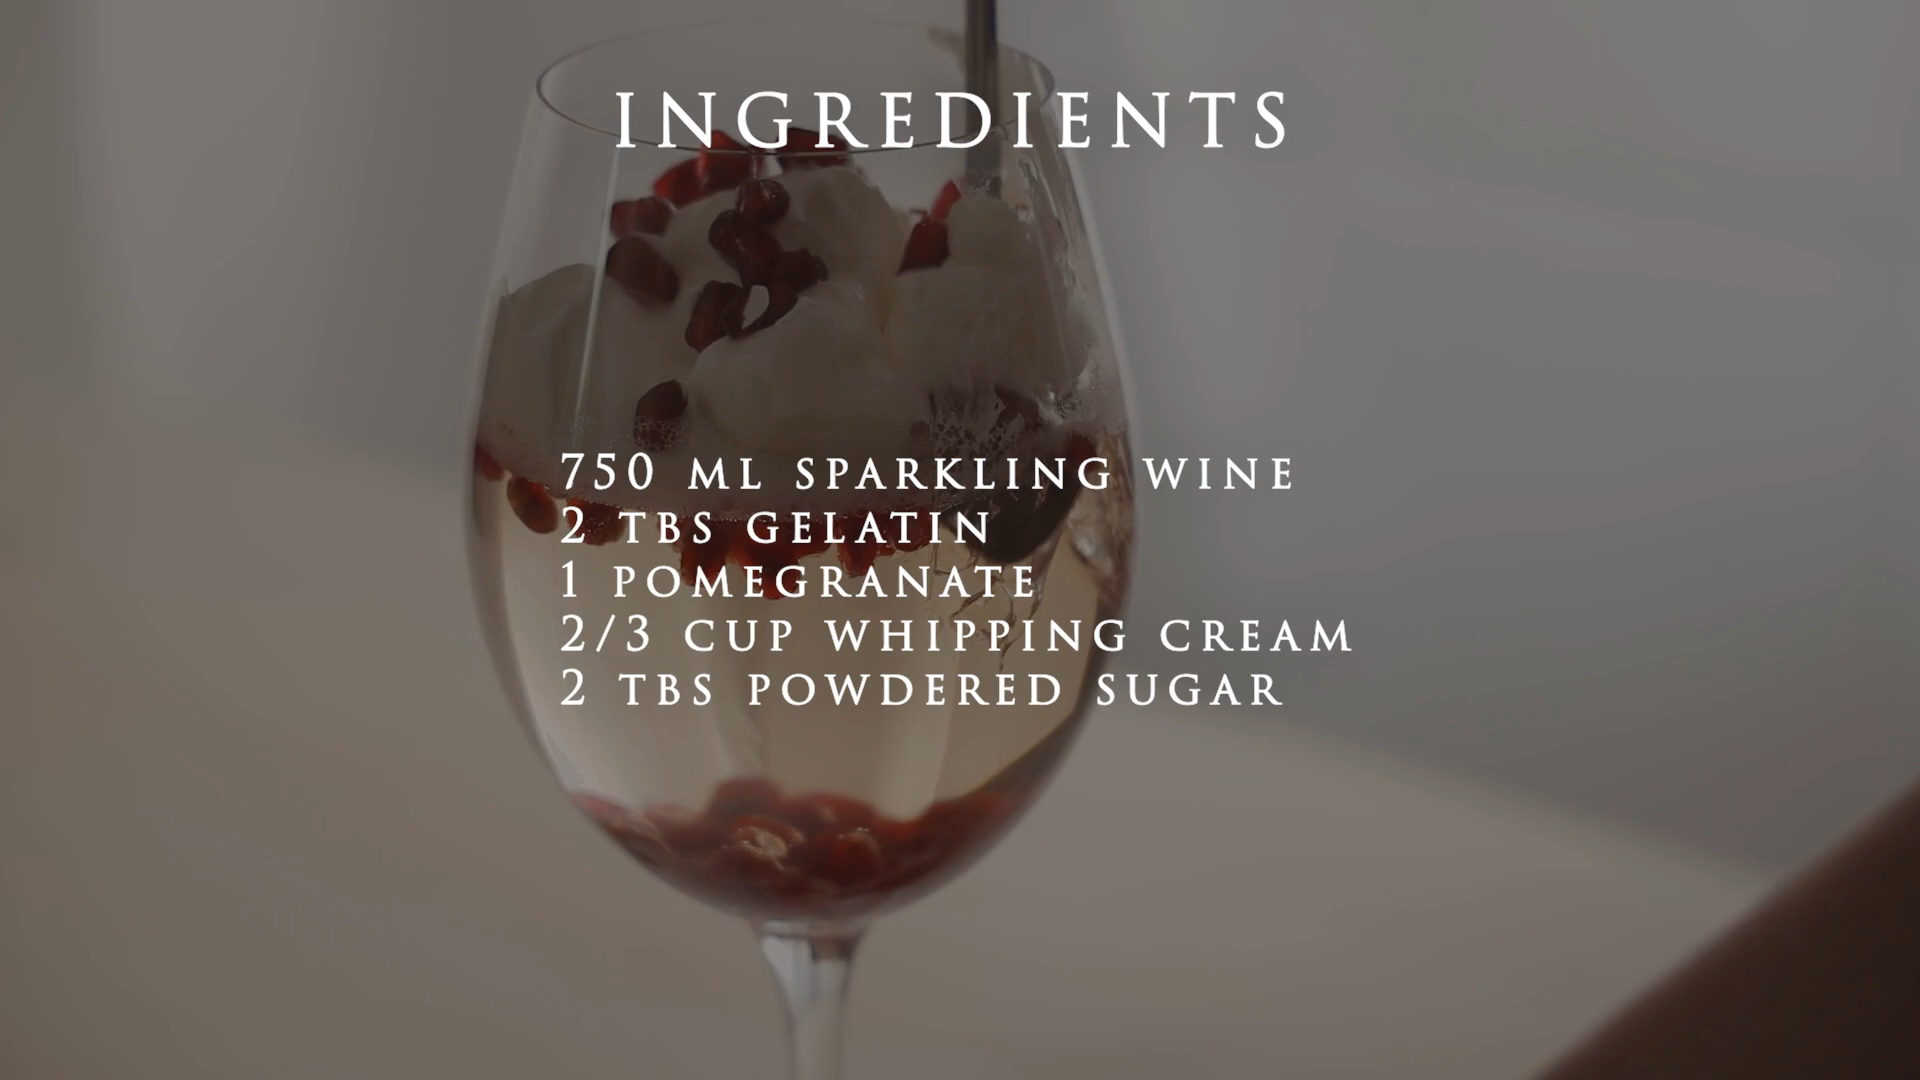 INGREDIENTS
750 ML SPARKLING WINE
2 TBS GELATIN
1 POMEGRANATE
2/3 CUP WHIPPING CREAM
2 TBS POWDERED SUGAR